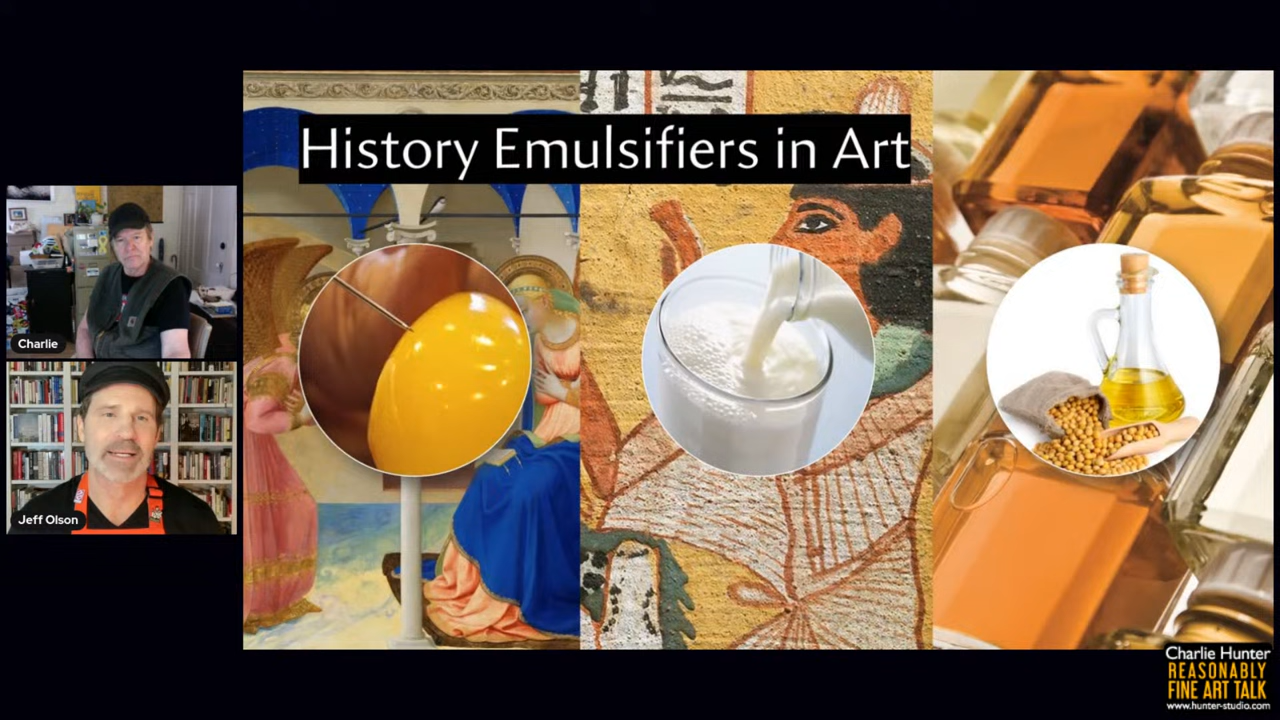 History Emulsifiers in Art
Charlie
Jeff Olson
Charlie Hunter
REASONABLY
FINE ART TALK
www.hunter-studio.com